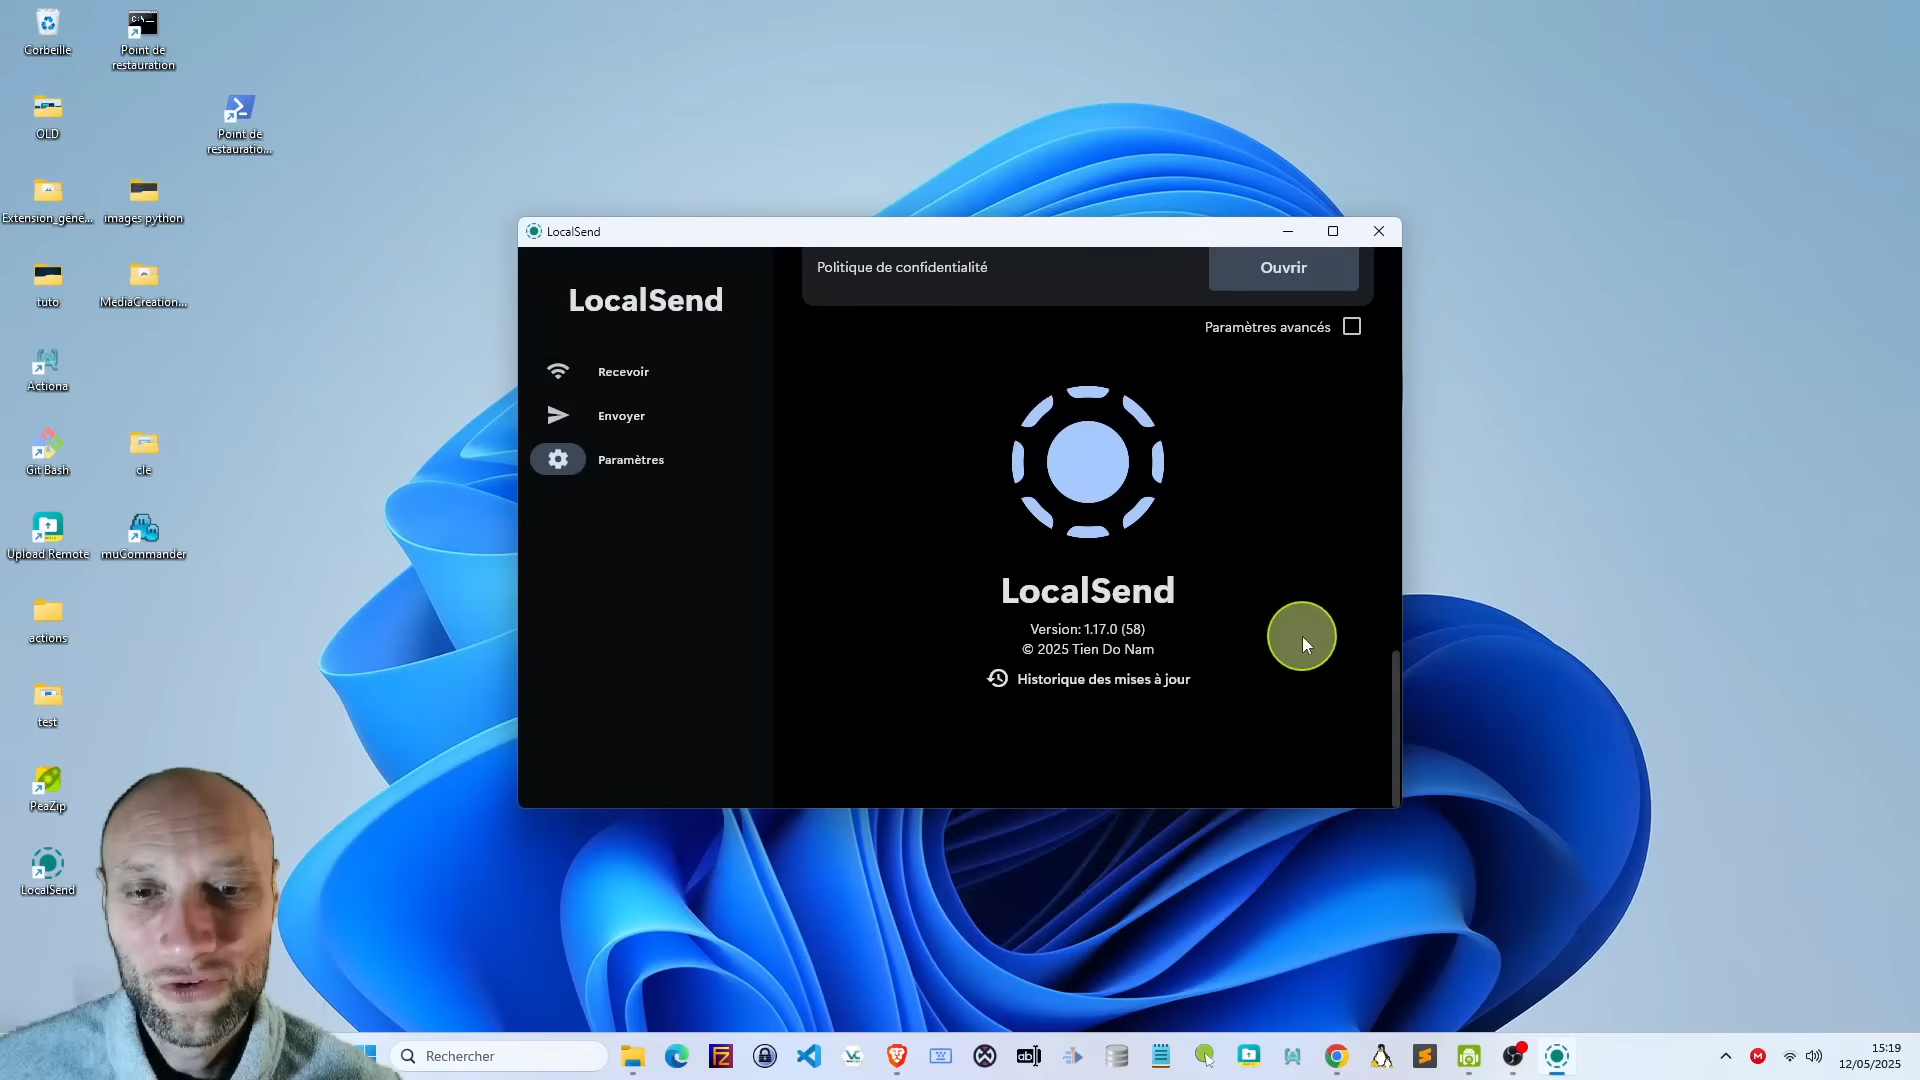 Corbeille
Point de
restauration
OLD
Point de
restauratio...
Extension_géné...
images python
tuto
MediaCreation...
Actiona
Git Bash
cle
Upload Remote
muCommander
actions
test
PeaZip
LocalSend
LocalSend
LocalSend
Recevoir
Envoyer
Paramètres
Politique de confidentialité
Ouvrir
Paramètres avancés
LocalSend
Version: 1.17.0 (58)
© 2025 Tien Do Nam
Historique des mises à jour
Rechercher
15:19
12/05/2025